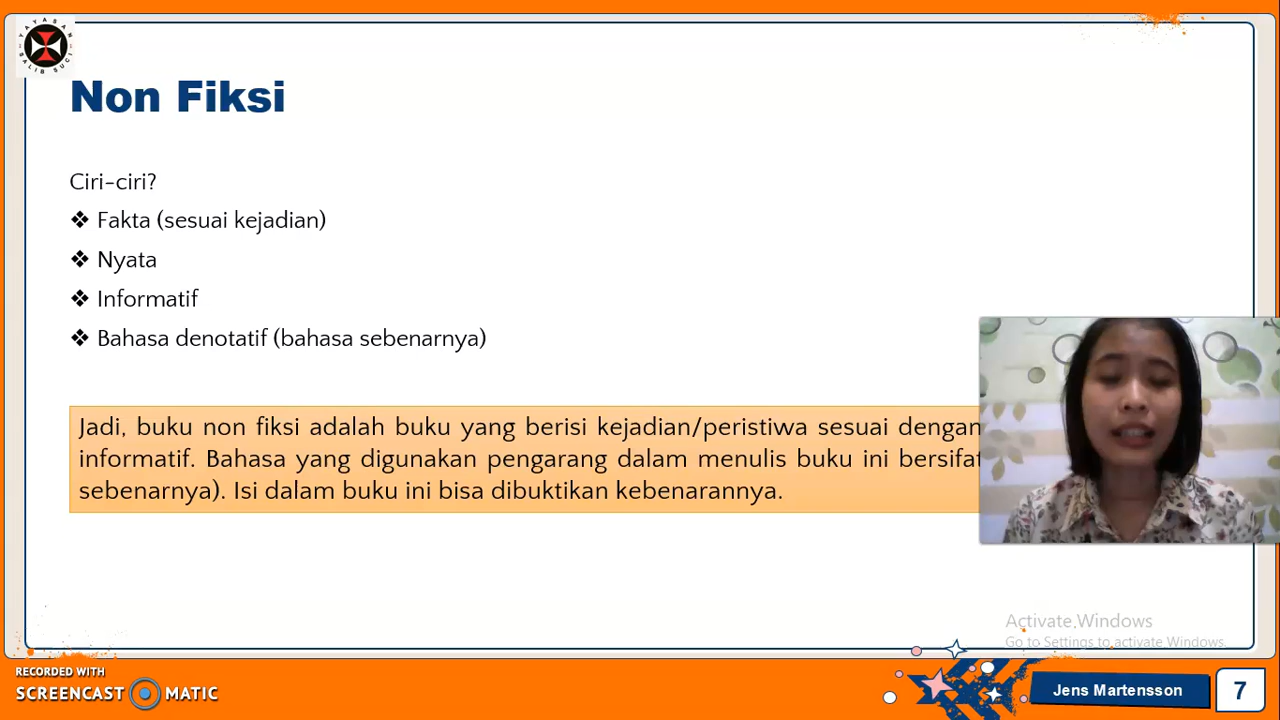 YAYASAN
SALIB SUCI
Non Fiksi
Ciri-ciri?
❖ Fakta (sesuai kejadian)
❖ Nyata
❖ Informatif
❖ Bahasa denotatif (bahasa sebenarnya)
Jadi, buku non fiksi adalah buku yang berisi kejadian/peristiwa sesuai dengan
informatif. Bahasa yang digunakan pengarang dalam menulis buku ini bersifat
sebenarnya). Isi dalam buku ini bisa dibuktikan kebenarannya.
Activate Windows
Go to Settings to activate Windows.
RECORDED WITH
SCREENCAST MATIC
Jens Martensson
7